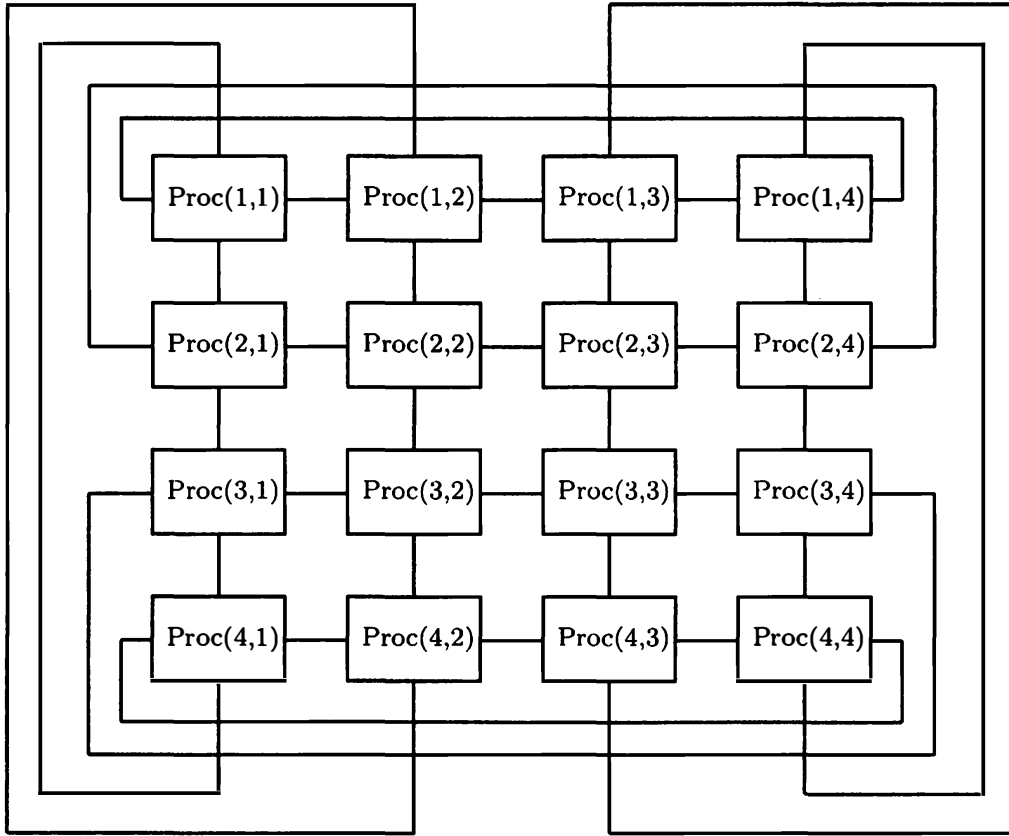 Proc(1,1) Proc(1,2) Proc(1,3) Proc(1,4)
Proc(2,1) Proc(2,2) Proc(2,3) Proc(2,4)
Proc(3,1) Proc(3,2) Proc(3,3) Proc(3,4)
Proc(4,1) Proc(4,2) Proc(4,3) Proc(4,4)